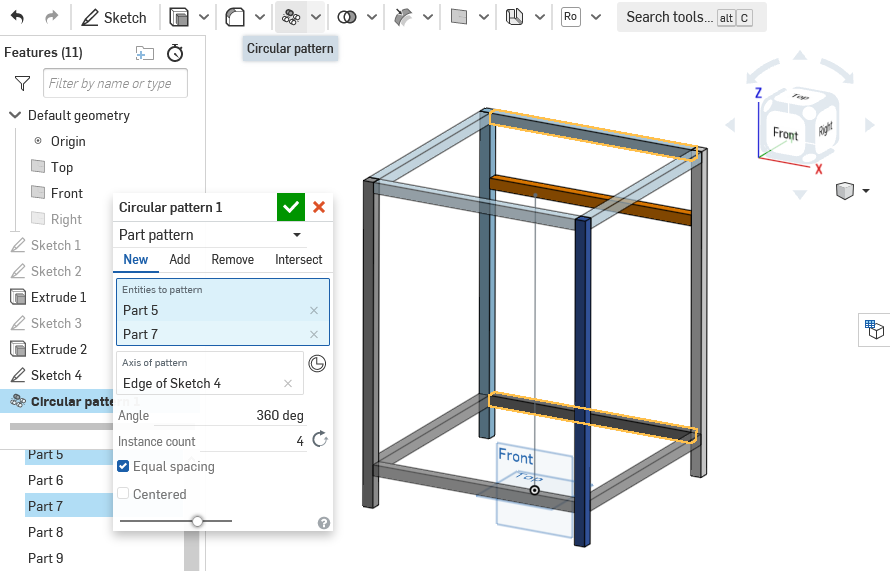 Sketch
Ro
Search tools... alt C
Circular pattern
Features (11)
Filter by name or type
Default geometry
Origin
Top
Front
Right
Sketch 1
Sketch 2
Extrude 1
Sketch 3
Extrude 2
Sketch 4
Circular patte
Part 5
Part 6
Part 7
Part 8
Part 9
Circular pattern 1
Part pattern
New Add Remove Intersect
Entities to pattern
Part 5
Part 7
Axis of pattern
Edge of Sketch 4
Angle 360 deg
Instance count 4
Equal spacing
Centered
?
Front
Top
Z
Top
Front
Right
X